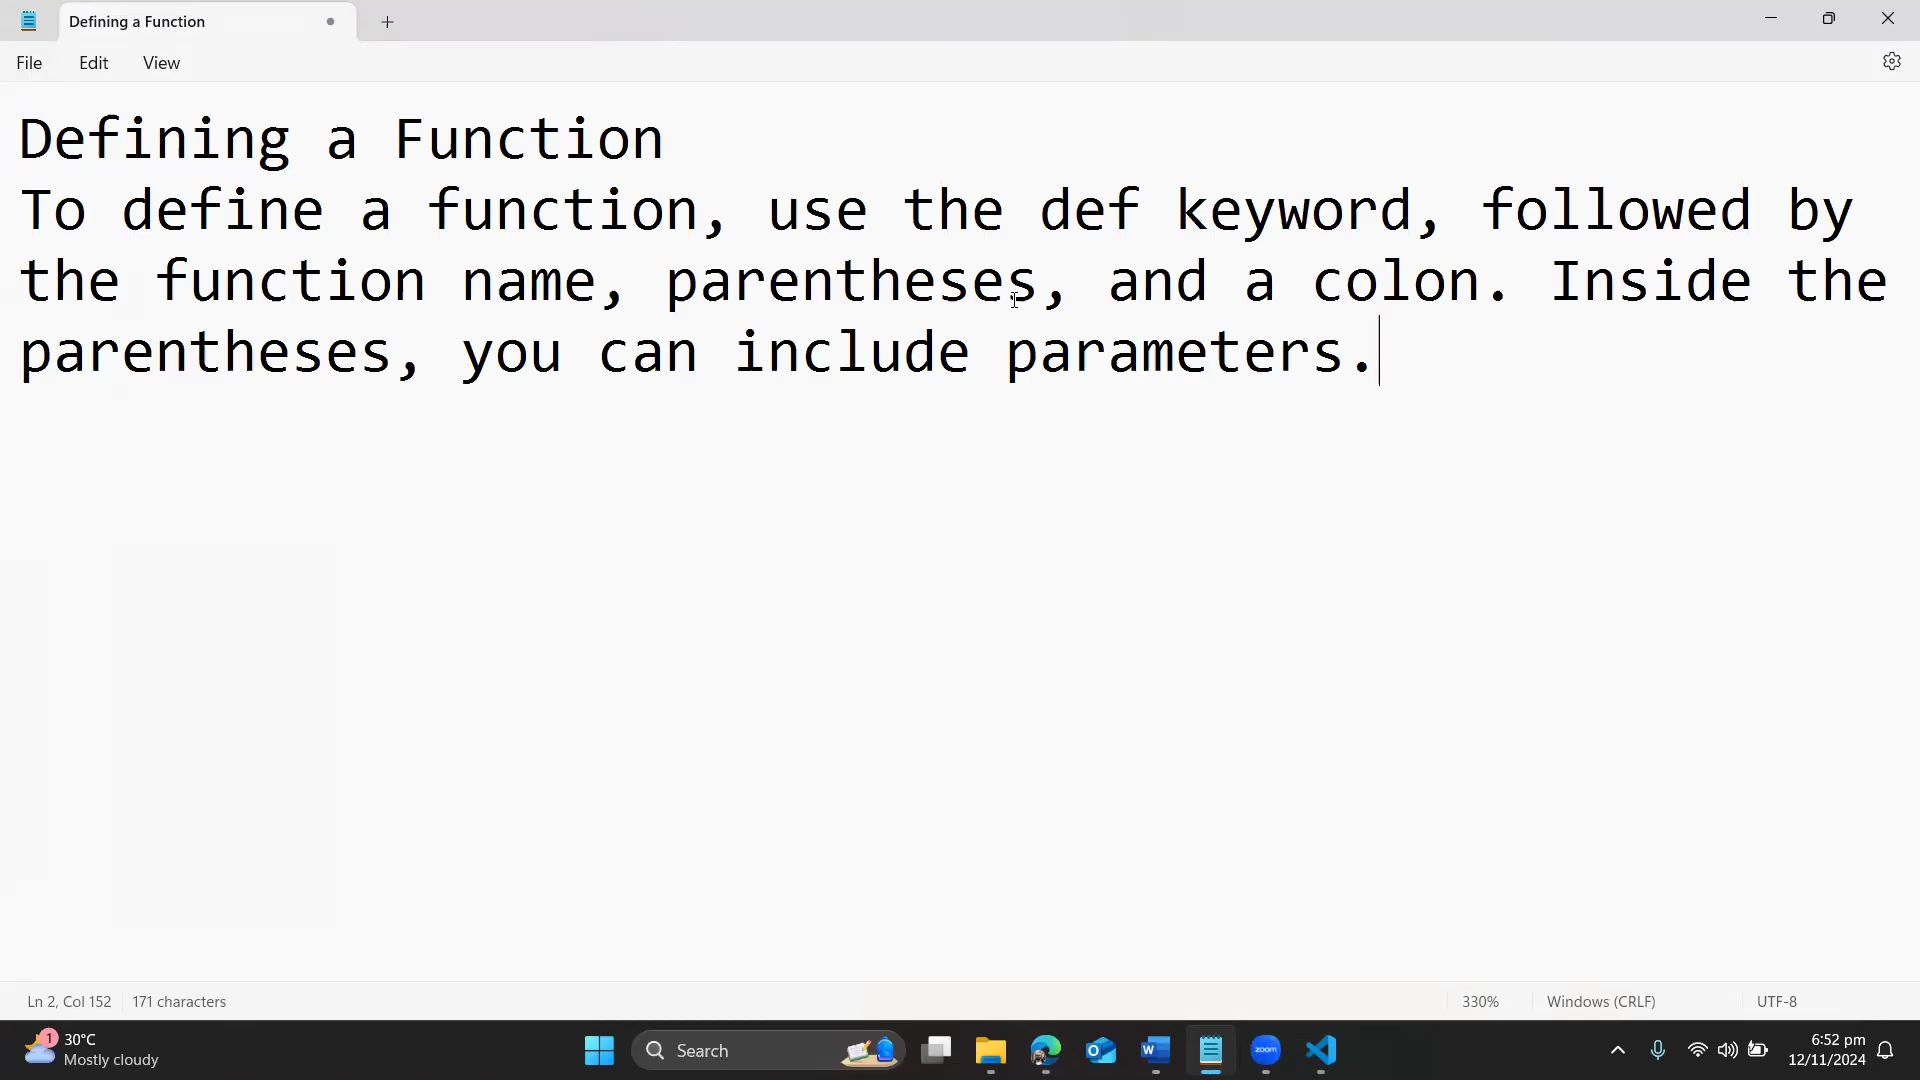 Defining a Function
File
Edit
View
Defining a Function
To define a function, use the def keyword, followed by
the function name, parentheses, and a colon. Inside the
parentheses, you can include parameters.
Ln 2, Col 152
171 characters
330%
Windows (CRLF)
UTF-8
1
30°C
Mostly cloudy
Search
zoom
6:52 pm
12/11/2024